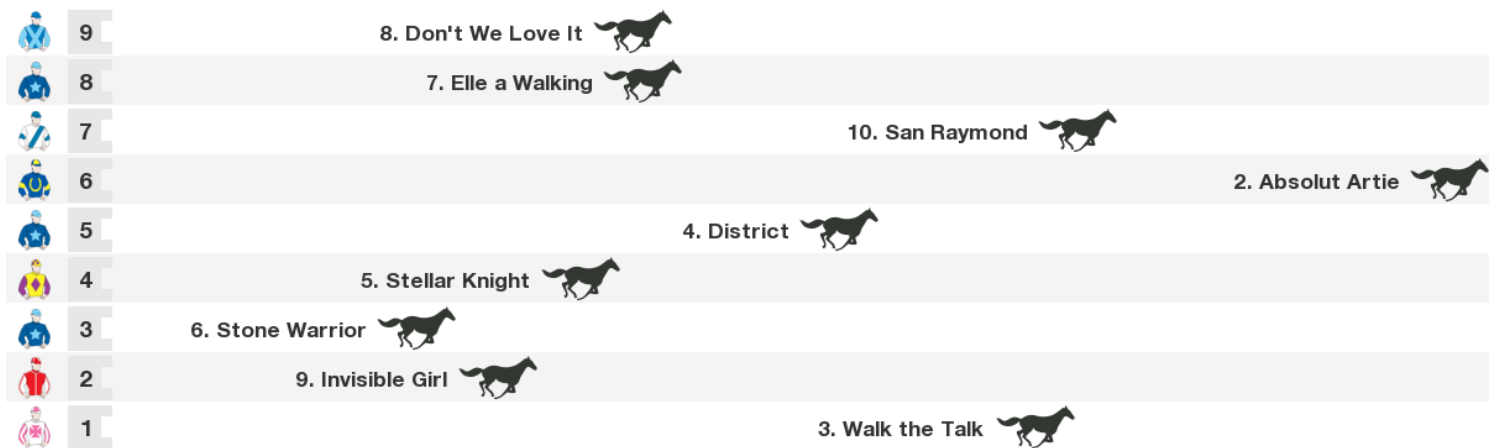 9 8. Don't We Love It
8 7. Elle a Walking
7 10. San Raymond
6 2. Absolut Artie
5 4. District
4 5. Stellar Knight
3 6. Stone Warrior
2 9. Invisible Girl
1 3. Walk the Talk